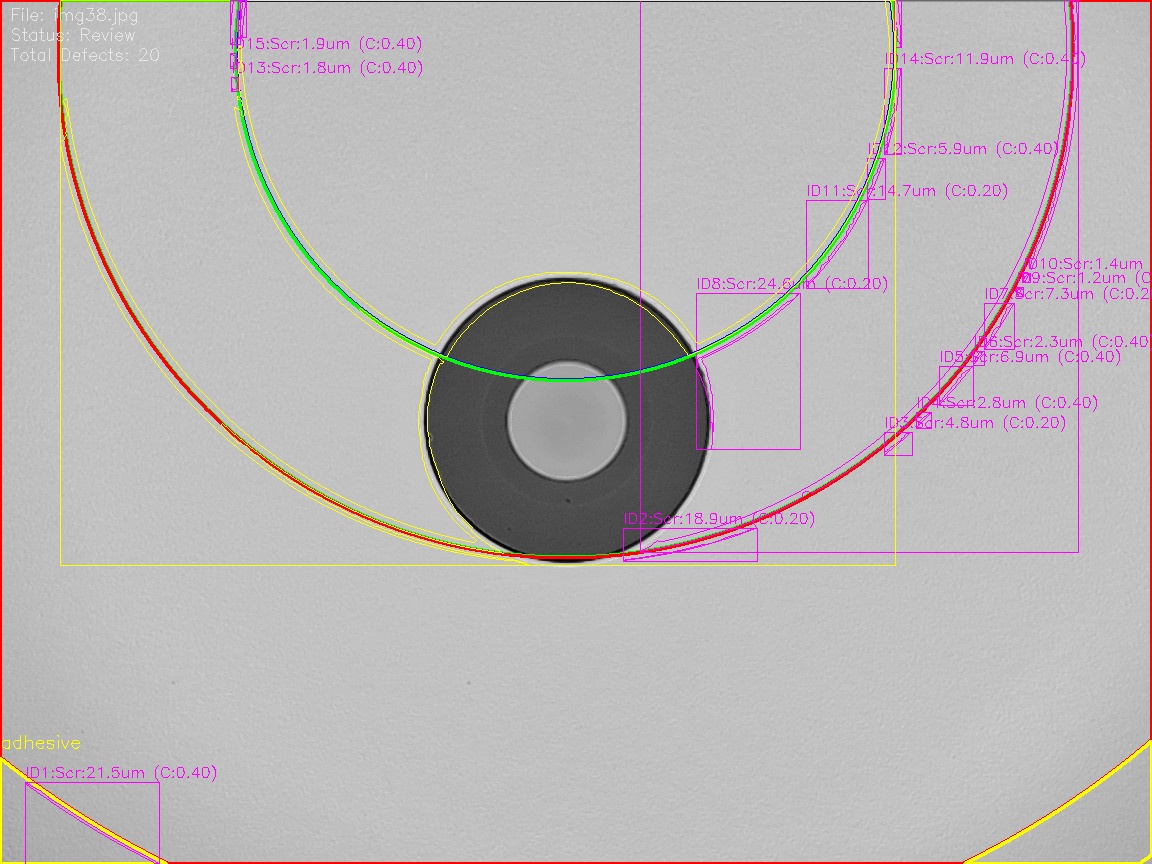 File: img38.jpg
Status: Review
Total Defects: 20
ID15:Scr:1.9um (C:0.40)
ID14:Scr:11.9um (C:0.40)
ID13:Scr:1.8um (C:0.40)
ID12:Scr:5.9um (C:0.40)
ID11:Scr:14.7um (C:0.20)
ID10:Scr:1.4um
ID9:Scr:1.2um (C
ID8:Scr:24.6um (C:0.20)
ID7:Scr:7.3um (C:0.2
ID6:Scr:2.3um (C:0.40
ID5:Scr:6.9um (C:0.40)
ID4:Scr:2.8um (C:0.40)
ID3:Scr:4.8um (C:0.20)
ID2:Scr:18.9um (C:0.20)
adhesive
ID1:Scr:21.5um (C:0.40)